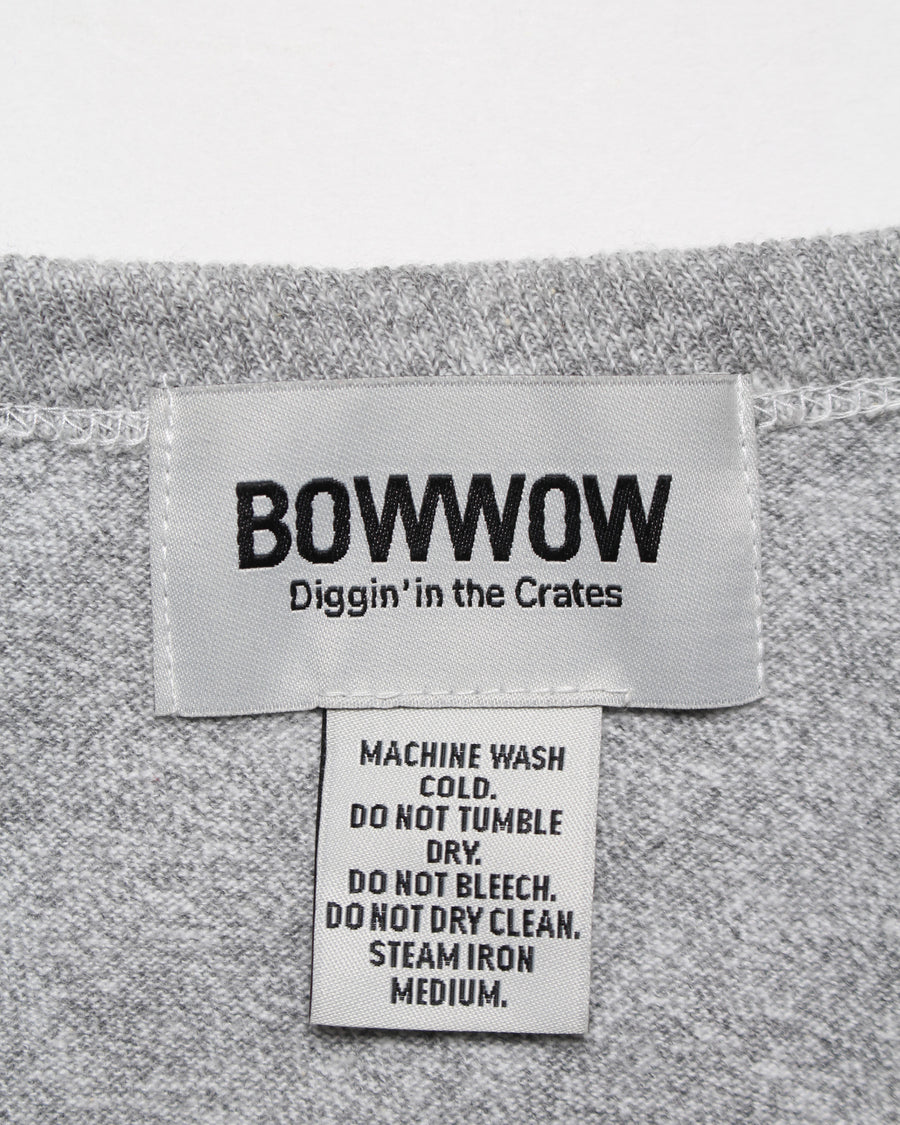 BOWWOW
Diggin' in the Crates
MACHINE WASH
COLD.
DO NOT TUMBLE
DRY.
DO NOT BLEECH.
DO NOT DRY CLEAN.
STEAM IRON
MEDIUM.